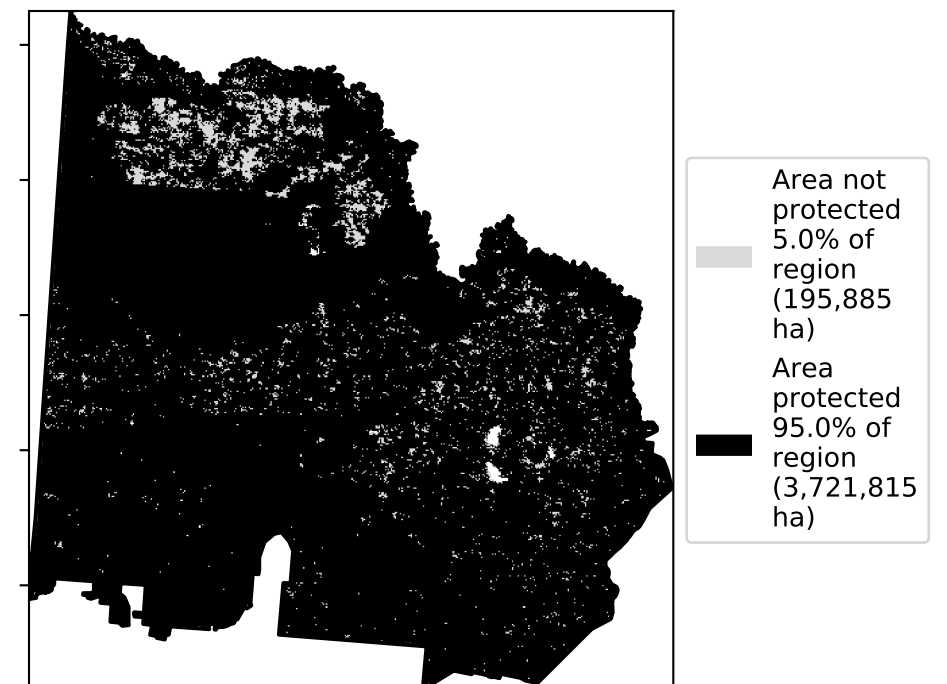 Area not
protected
5.0% of
region
(195,885
ha)
Area
protected
95.0% of
region
(3,721,815
ha)